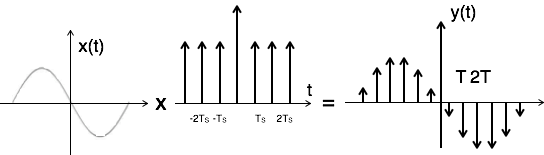 x(t)
x
-2Ts -Ts Ts 2Ts
t
=
y(t)
T 2T